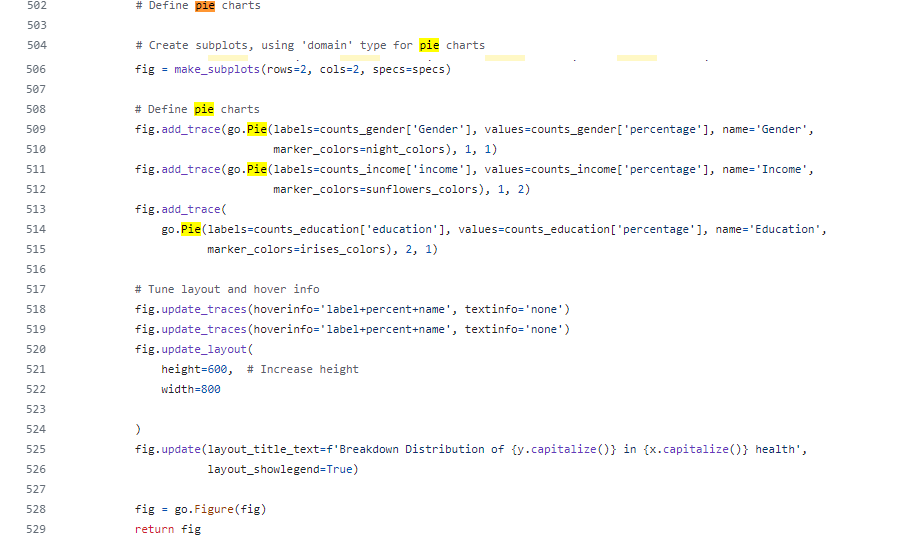 502 # Define pie charts
503
504 # Create subplots, using 'domain' type for pie charts
506 fig = make_subplots(rows=2, cols=2, specs=specs)
507
508 # Define pie charts
509 fig.add_trace(go.Pie(labels=counts_gender['Gender'], values=counts_gender['percentage'], name='Gender',
510 marker_colors=night_colors), 1, 1)
511 fig.add_trace(go.Pie(labels=counts_income['income'], values=counts_income['percentage'], name='Income',
512 marker_colors=sunflowers_colors), 1, 2)
513 fig.add_trace(
514 go.Pie(labels=counts_education['education'], values=counts_education['percentage'], name='Education',
515 marker_colors=irises_colors), 2, 1)
516
517 # Tune layout and hover info
518 fig.update_traces(hoverinfo='label+percent+name', textinfo='none')
519 fig.update_traces(hoverinfo='label+percent+name', textinfo='none')
520 fig.update_layout(
521 height=600, # Increase height
522 width=800
523
524 )
525 fig.update(layout_title_text=f'Breakdown Distribution of {y.capitalize()} in {x.capitalize()} health',
526 layout_showlegend=True)
527
528 fig = go.Figure(fig)
529 return fig